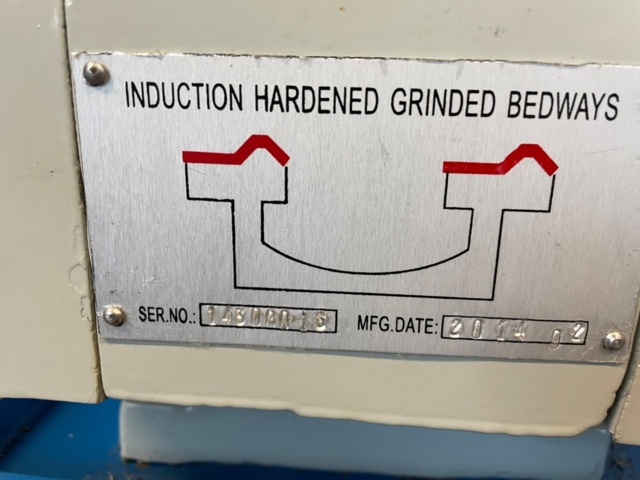 INDUCTION HARDENED GRINDED BEDWAYS
SER.NO.: MFG.DATE: 2014